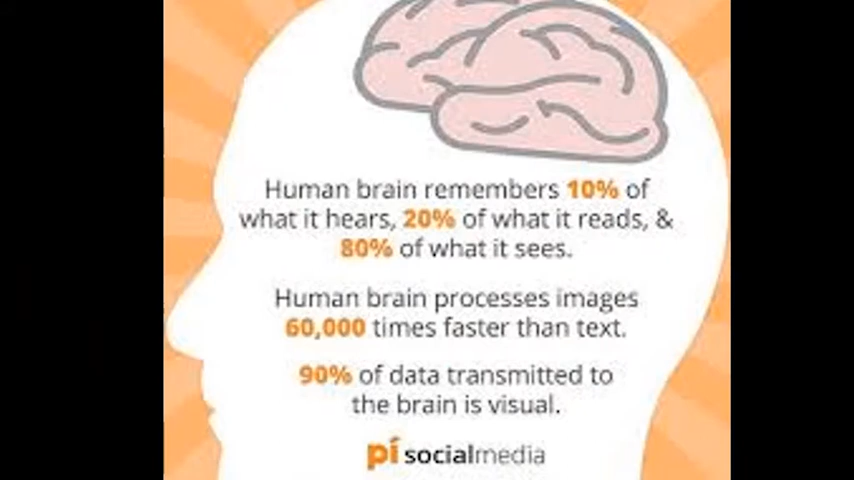 Human brain remembers 10% of
what it hears, 20% of what it reads, &
80% of what it sees.
Human brain processes images
60,000 times faster than text.
90% of data transmitted to
the brain is visual.
pí socialmedia